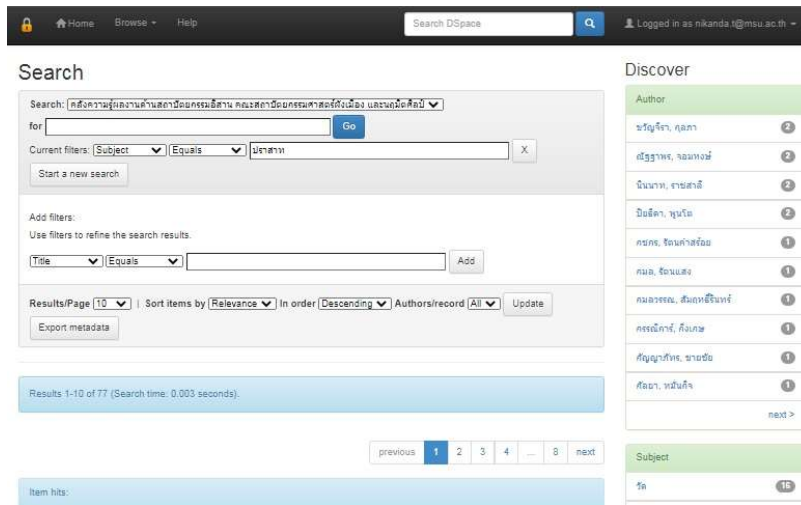 Home Browse Help Search DSpace Logged in as nikanda.t@msu.ac.th
Search
Search: คลังความรู้ผลงานด้านสถาปัตยกรรมอีสาน คณะสถาปัตยกรรมศาสตร์ผังเมือง และนฤมิตศิลป์
for Go
Current filters: Subject Equals ปราสาท X
Start a new search
Add filters:
Use filters to refine the search results.
Title Equals Add
Results/Page 10 | Sort items by Relevance In order Descending Authors/record All Update
Export metadata
Results 1-10 of 77 (Search time: 0.003 seconds).
previous 1 2 3 4 ... 8 next
Item hits:
Discover
Author
ขวัญจิรา, กุลภา 2
ณัฐฐาพร, จอมหงษ์ 2
นินนาท, ราชสาลี 2
ปิยธิดา, พูนโต 2
กชกร, รัตนคำสร้อย 1
กมล, รัตนแสง 1
กมลวรรณ, สัมฤทธิ์รินทร์ 1
กรรณิการ์, กิ่งเกษ 1
กัญญาภัทร, ชายชัย 1
กัลยา, หมั่นกิจ 1
next >
Subject
วัด 16